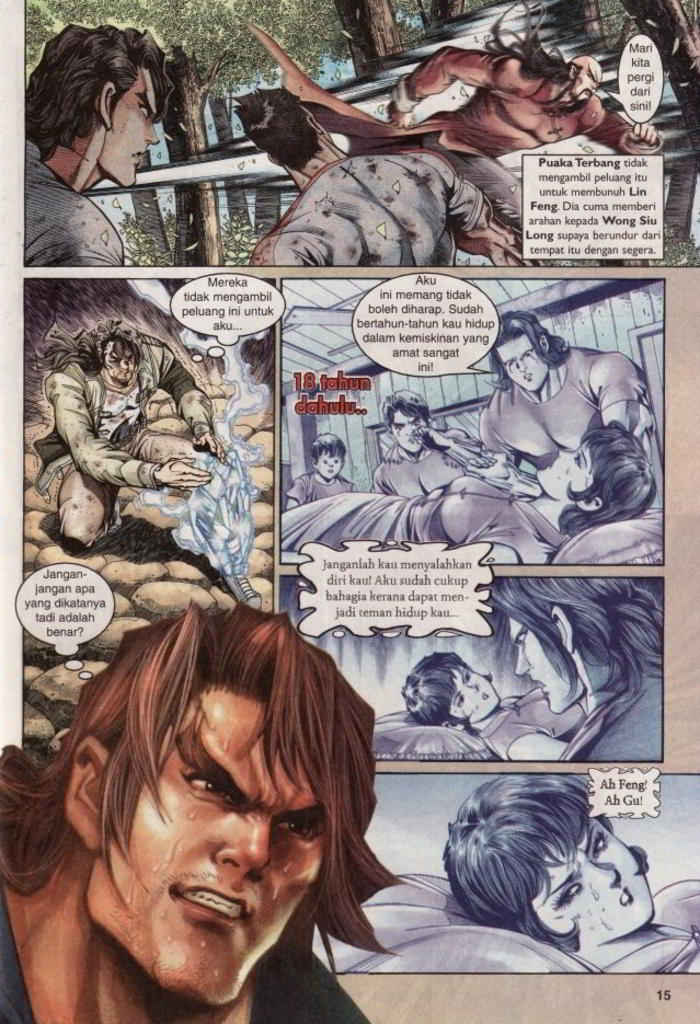 Mari
kita
pergi
dari
sini!
Puaka Terbang tidak
mengambil peluang itu
untuk membunuh Lin
Feng. Dia cuma memberi
arahan kepada Wong Siu
Long supaya berundur dari
tempat itu dengan segera.
Mereka
tidak mengambil
peluang ini untuk
aku...
Aku
ini memang tidak
boleh diharap. Sudah
bertahun-tahun kau hidup
dalam kemiskinan yang
amat sangat
ini!
18 tahun
dahulu..
Janganlah kau menyalahkan
diri kau! Aku sudah cukup
bahagia kerana dapat men-
jadi teman hidup kau...
Jangan-
jangan apa
yang dikatanya
tadi adalah
benar?
Ah Feng!
Ah Gu!
15